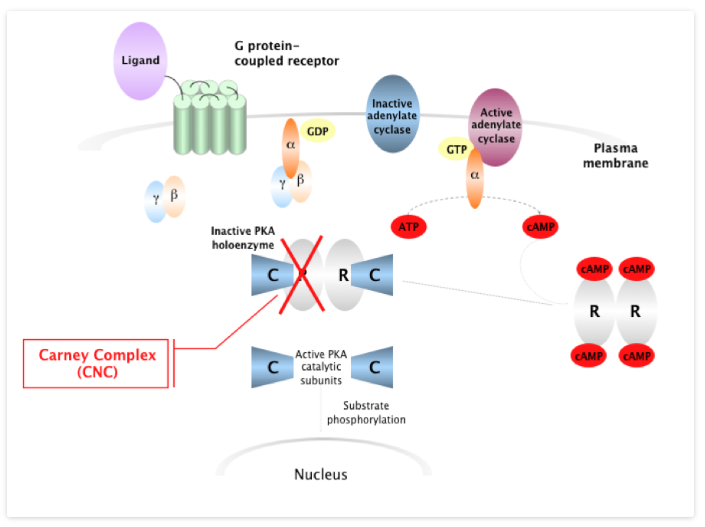 Ligand
G protein-
coupled receptor
Inactive
adenylate
cyclase
Active
adenylate
cyclase
GDP
GTP
α
α
γ
β
γ
β
Plasma
membrane
ATP
cAMP
Inactive PKA
holoenzyme
C
R
R
C
cAMP
cAMP
R
R
cAMP
cAMP
Carney Complex
(CNC)
C
Active PKA
catalytic
subunits
C
Substrate
phosphorylation
Nucleus